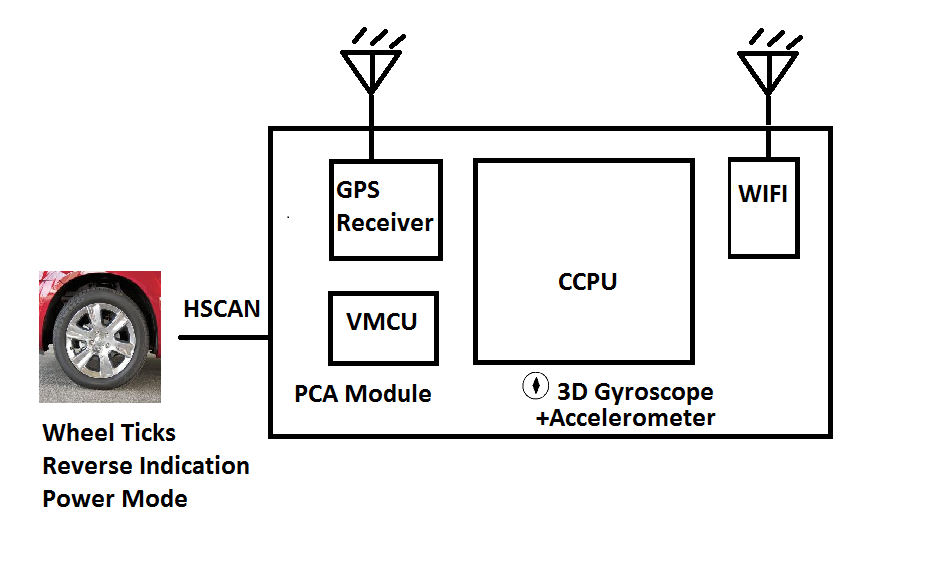 GPS
Receiver
WIFI
CCPU
HSCAN
VMCU
PCA Module
3D Gyroscope
+Accelerometer
Wheel Ticks
Reverse Indication
Power Mode